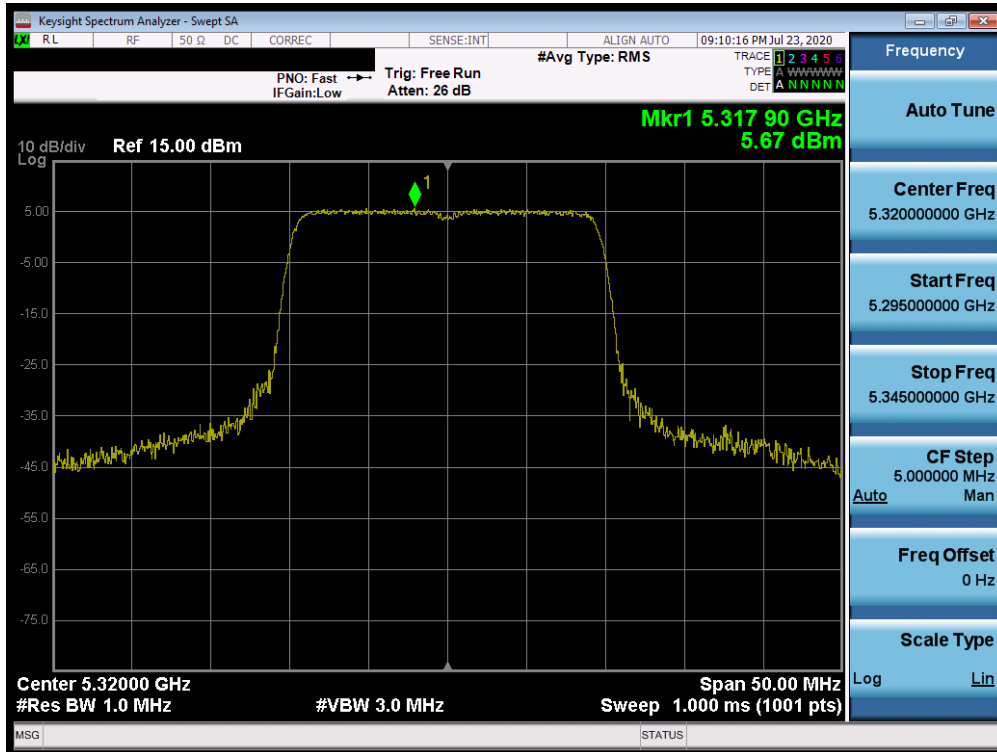 Keysight Spectrum Analyzer - Swept SA
LXI RL RF 50 Ω DC CORREC SENSE:INT ALIGN AUTO 09:10:16 PM Jul 23, 2020
#Avg Type: RMS
TRACE 1 2 3 4 5 6
PNO: Fast Trig: Free Run
TYPE A WWWWW
IFGain:Low Atten: 26 dB
DET A N N N N N
Mkr1 5.317 90 GHz
5.67 dBm
10 dB/div Ref 15.00 dBm
Log
1
5.00
-5.00
-15.0
-25.0
-35.0
-45.0
-55.0
-65.0
-75.0
Center 5.32000 GHz Span 50.00 MHz
#Res BW 1.0 MHz #VBW 3.0 MHz Sweep 1.000 ms (1001 pts)
MSG STATUS
Frequency
Auto Tune
Center Freq
5.320000000 GHz
Start Freq
5.295000000 GHz
Stop Freq
5.345000000 GHz
CF Step
5.000000 MHz
Auto Man
Freq Offset
0 Hz
Scale Type
Log Lin